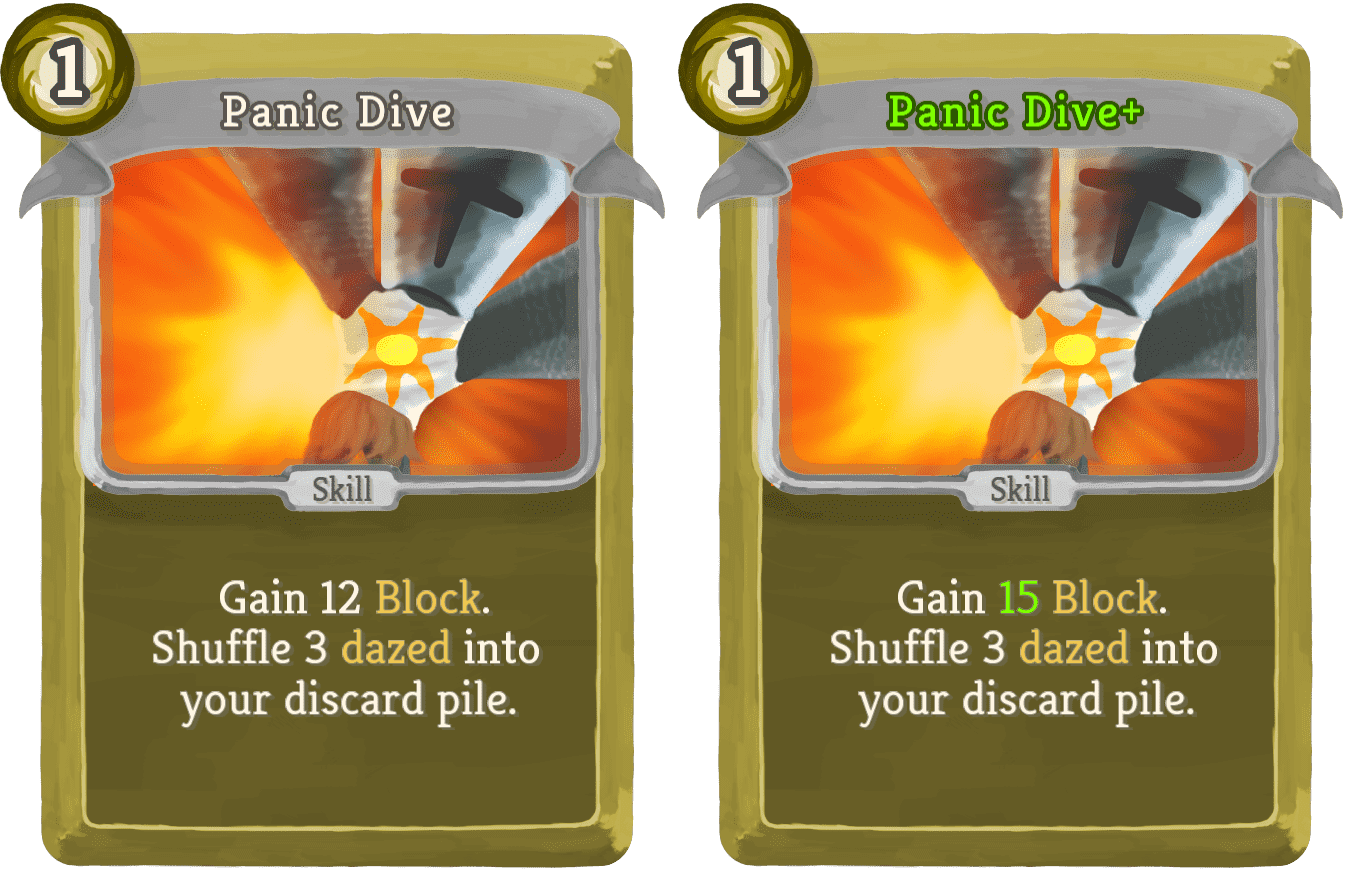 1
Panic Dive
Skill
Gain 12 Block.
Shuffle 3 dazed into
your discard pile.
1
Panic Dive+
Skill
Gain 15 Block.
Shuffle 3 dazed into
your discard pile.